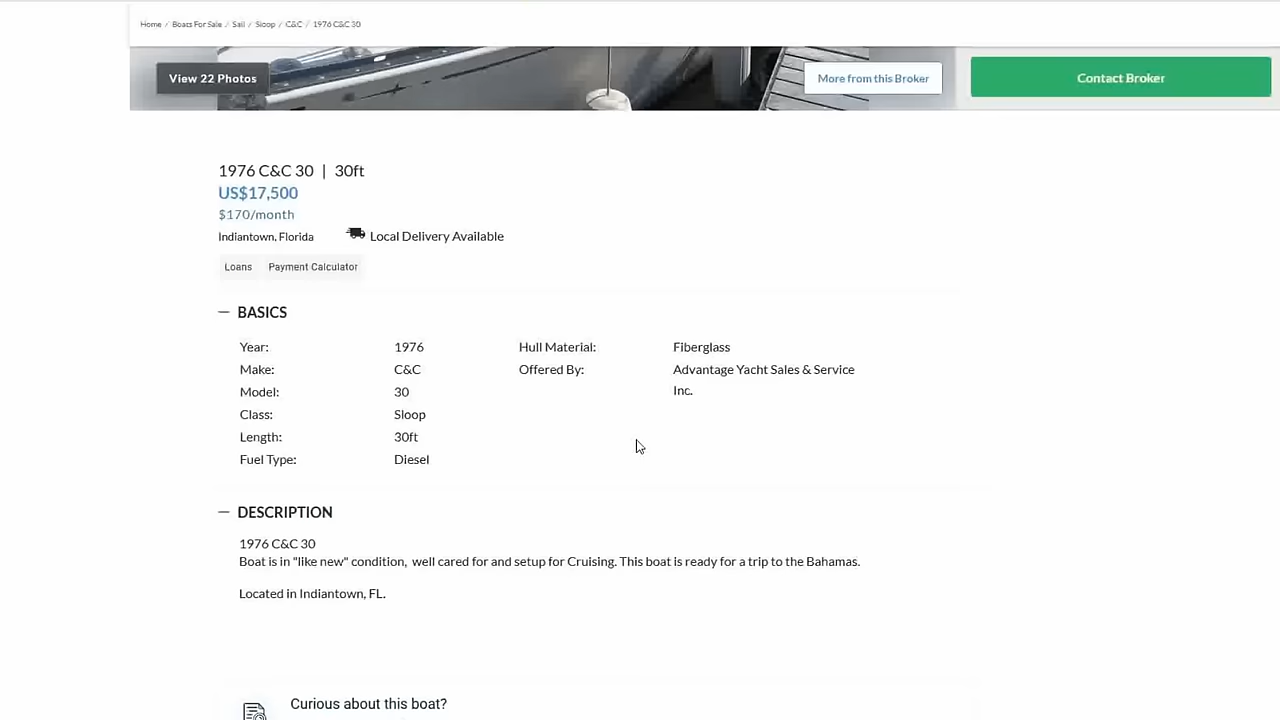 Home / Boats For Sale / Sail / Sloop / C&C / 1976 C&C 30
View 22 Photos
More from this Broker
Contact Broker
1976 C&C 30 | 30ft
US$17,500
$170/month
Indiantown, Florida
Local Delivery Available
Loans
Payment Calculator
— BASICS
Year: 1976 Hull Material: Fiberglass
Make: C&C Offered By: Advantage Yacht Sales & Service
Inc.
Model: 30
Class: Sloop
Length: 30ft
Fuel Type: Diesel
— DESCRIPTION
1976 C&C 30
Boat is in "like new" condition, well cared for and setup for Cruising. This boat is ready for a trip to the Bahamas.
Located in Indiantown, FL.
Curious about this boat?